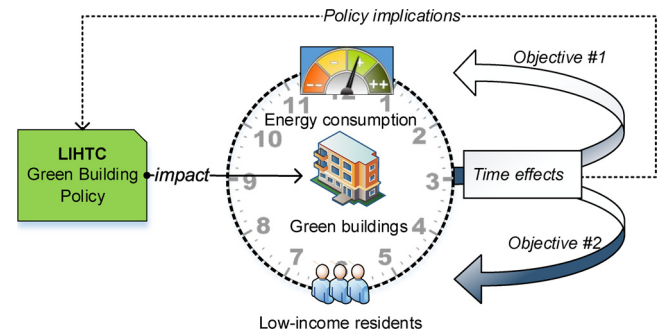 Policy implications
Objective #1
-- - + ++
11 12 1
Energy consumption
10 2
LIHTC
Green Building
Policy
impact
9 3
Time effects
Green buildings
8 4
Objective #2
7 5
Low-income residents